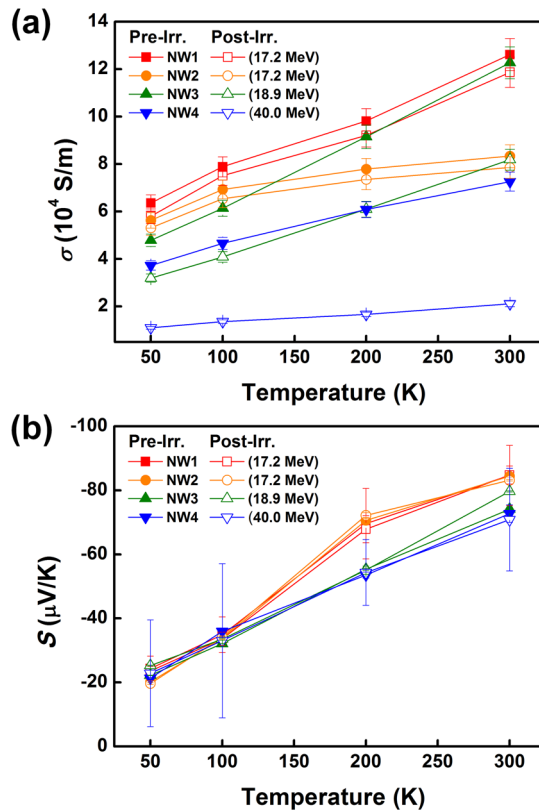 (a)
14
12
10
8
6
4
2
σ (10⁴ S/m)
Pre-Irr. Post-Irr.
NW1 (17.2 MeV)
NW2 (17.2 MeV)
NW3 (18.9 MeV)
NW4 (40.0 MeV)
50 100 150 200 250 300
Temperature (K)
(b)
-100
-80
-60
-40
-20
0
S (μV/K)
Pre-Irr. Post-Irr.
NW1 (17.2 MeV)
NW2 (17.2 MeV)
NW3 (18.9 MeV)
NW4 (40.0 MeV)
50 100 150 200 250 300
Temperature (K)